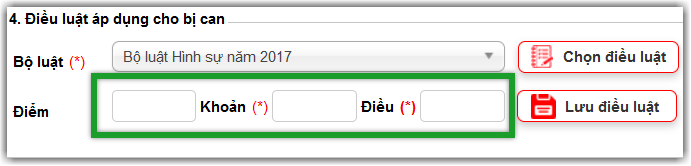 4. Điều luật áp dụng cho bị can
Bộ luật (*) Bộ luật Hình sự năm 2017 Chọn điều luật
Điểm Khoản (*) Điều (*) Lưu điều luật